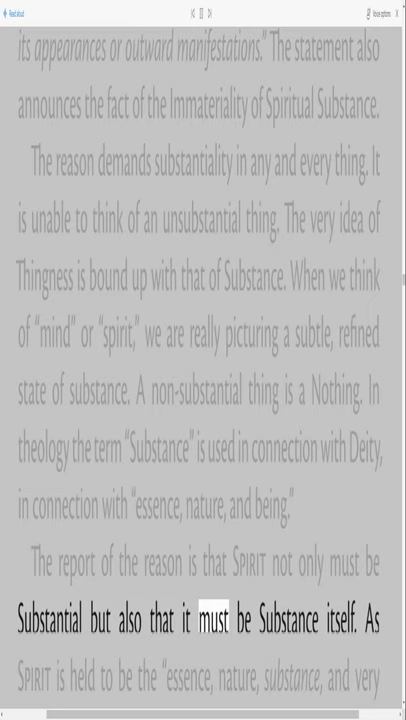 Read aloud
Voice options
its appearances or outward manifestations.” The statement also
announces the fact of the Immateriality of Spiritual Substance.
The reason demands substantiality in any and every thing. It
is unable to think of an unsubstantial thing. The very idea of
Thingness is bound up with that of Substance. When we think
of “mind” or “spirit,” we are really picturing a subtle, refined
state of substance. A non-substantial thing is a Nothing. In
theology the term “Substance” is used in connection with Deity,
in connection with “essence, nature, and being.”
The report of the reason is that SPIRIT not only must be
Substantial but also that it must be Substance itself. As
SPIRIT is held to be the “essence, nature, substance, and very